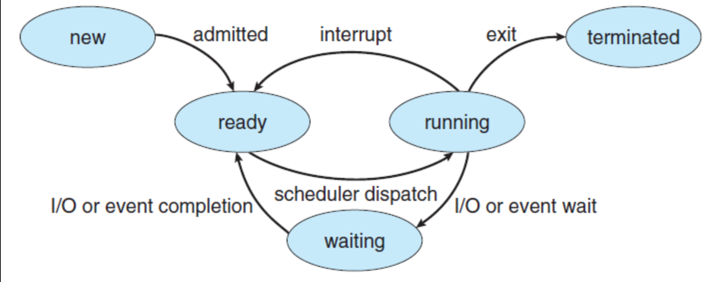 new
admitted
interrupt
exit
terminated
ready
running
scheduler dispatch
I/O or event completion
I/O or event wait
waiting